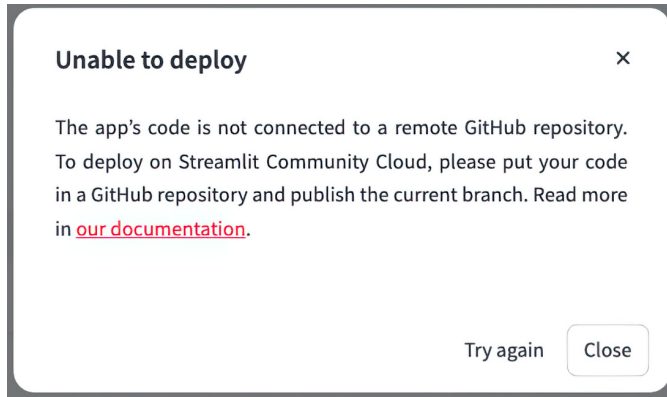 Unable to deploy
×
The app's code is not connected to a remote GitHub repository.
To deploy on Streamlit Community Cloud, please put your code
in a GitHub repository and publish the current branch. Read more
in our documentation.
Try again
Close